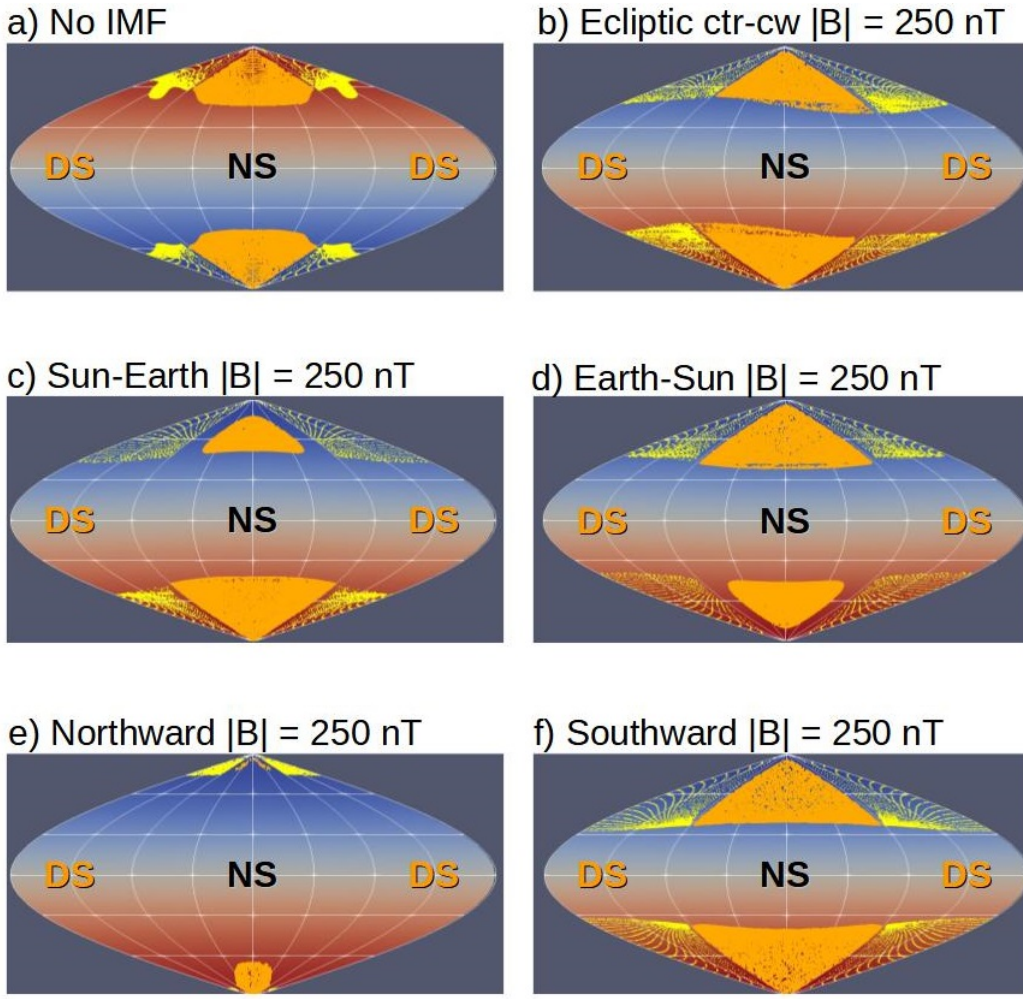 a) No IMF
b) Ecliptic ctr-cw |B| = 250 nT
DS NS DS
DS NS DS
c) Sun-Earth |B| = 250 nT
d) Earth-Sun |B| = 250 nT
DS NS DS
DS NS DS
e) Northward |B| = 250 nT
f) Southward |B| = 250 nT
DS NS DS
DS NS DS